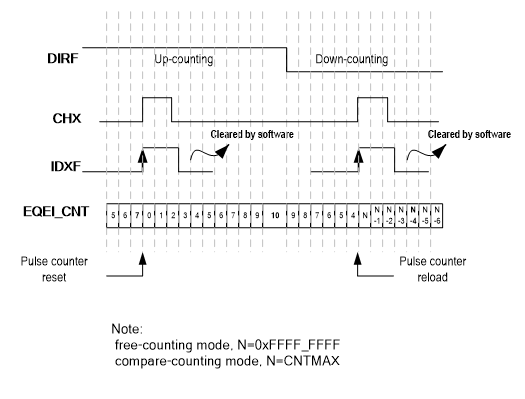 DIRF
Up-counting
Down-counting
CHX
Cleared by software
Cleared by software
IDXF
EQEI_CNT
5 6 7 0 1 2 3 4 5 6 7 8 9 10 9 8 7 6 5 4 N N-1 N-2 N-3 N-4 N-5 N-6
Pulse counter
reset
Pulse counter
reload
Note:
free-counting mode, N=0xFFFF_FFFF
compare-counting mode, N=CNTMAX